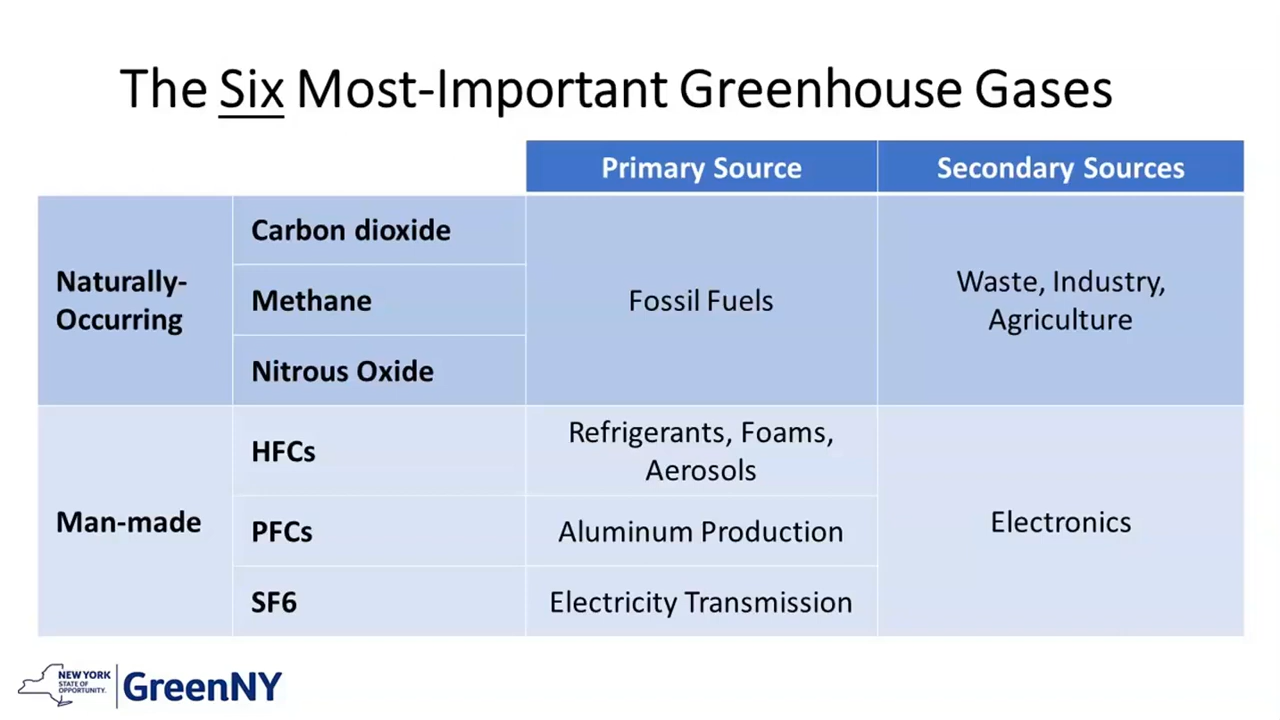 The Six Most-Important Greenhouse Gases
Primary Source
Secondary Sources
Naturally-
Occurring
Carbon dioxide
Methane
Nitrous Oxide
Fossil Fuels
Waste, Industry,
Agriculture
Man-made
HFCs
Refrigerants, Foams,
Aerosols
PFCs
Aluminum Production
SF6
Electricity Transmission
Electronics
NEW YORK
STATE OF
OPPORTUNITY.
GreenNY